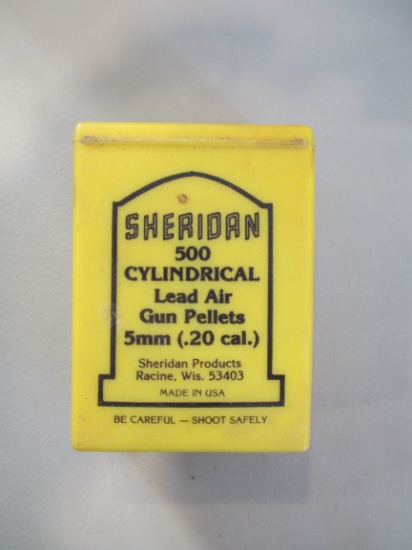 SHERIDAN
500
CYLINDRICAL
Lead Air
Gun Pellets
5mm (.20 cal.)
Sheridan Products
Racine, Wis. 53403
MADE IN USA
BE CAREFUL — SHOOT SAFELY